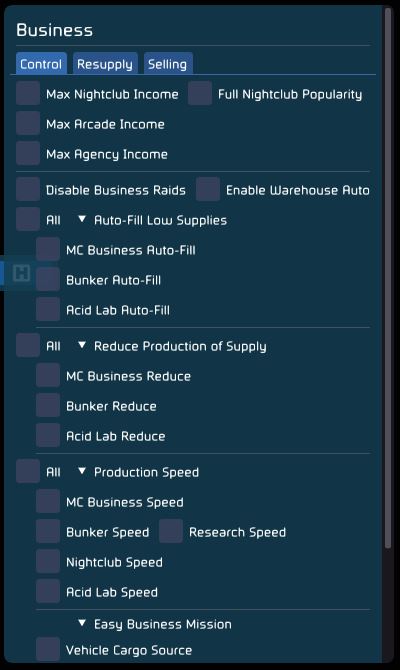 Business
Control Resupply Selling
Max Nightclub Income Full Nightclub Popularity
Max Arcade Income
Max Agency Income
Disable Business Raids Enable Warehouse Auto
All ▼ Auto-Fill Low Supplies
MC Business Auto-Fill
Bunker Auto-Fill
Acid Lab Auto-Fill
All ▼ Reduce Production of Supply
MC Business Reduce
Bunker Reduce
Acid Lab Reduce
All ▼ Production Speed
MC Business Speed
Bunker Speed Research Speed
Nightclub Speed
Acid Lab Speed
▼ Easy Business Mission
Vehicle Cargo Source